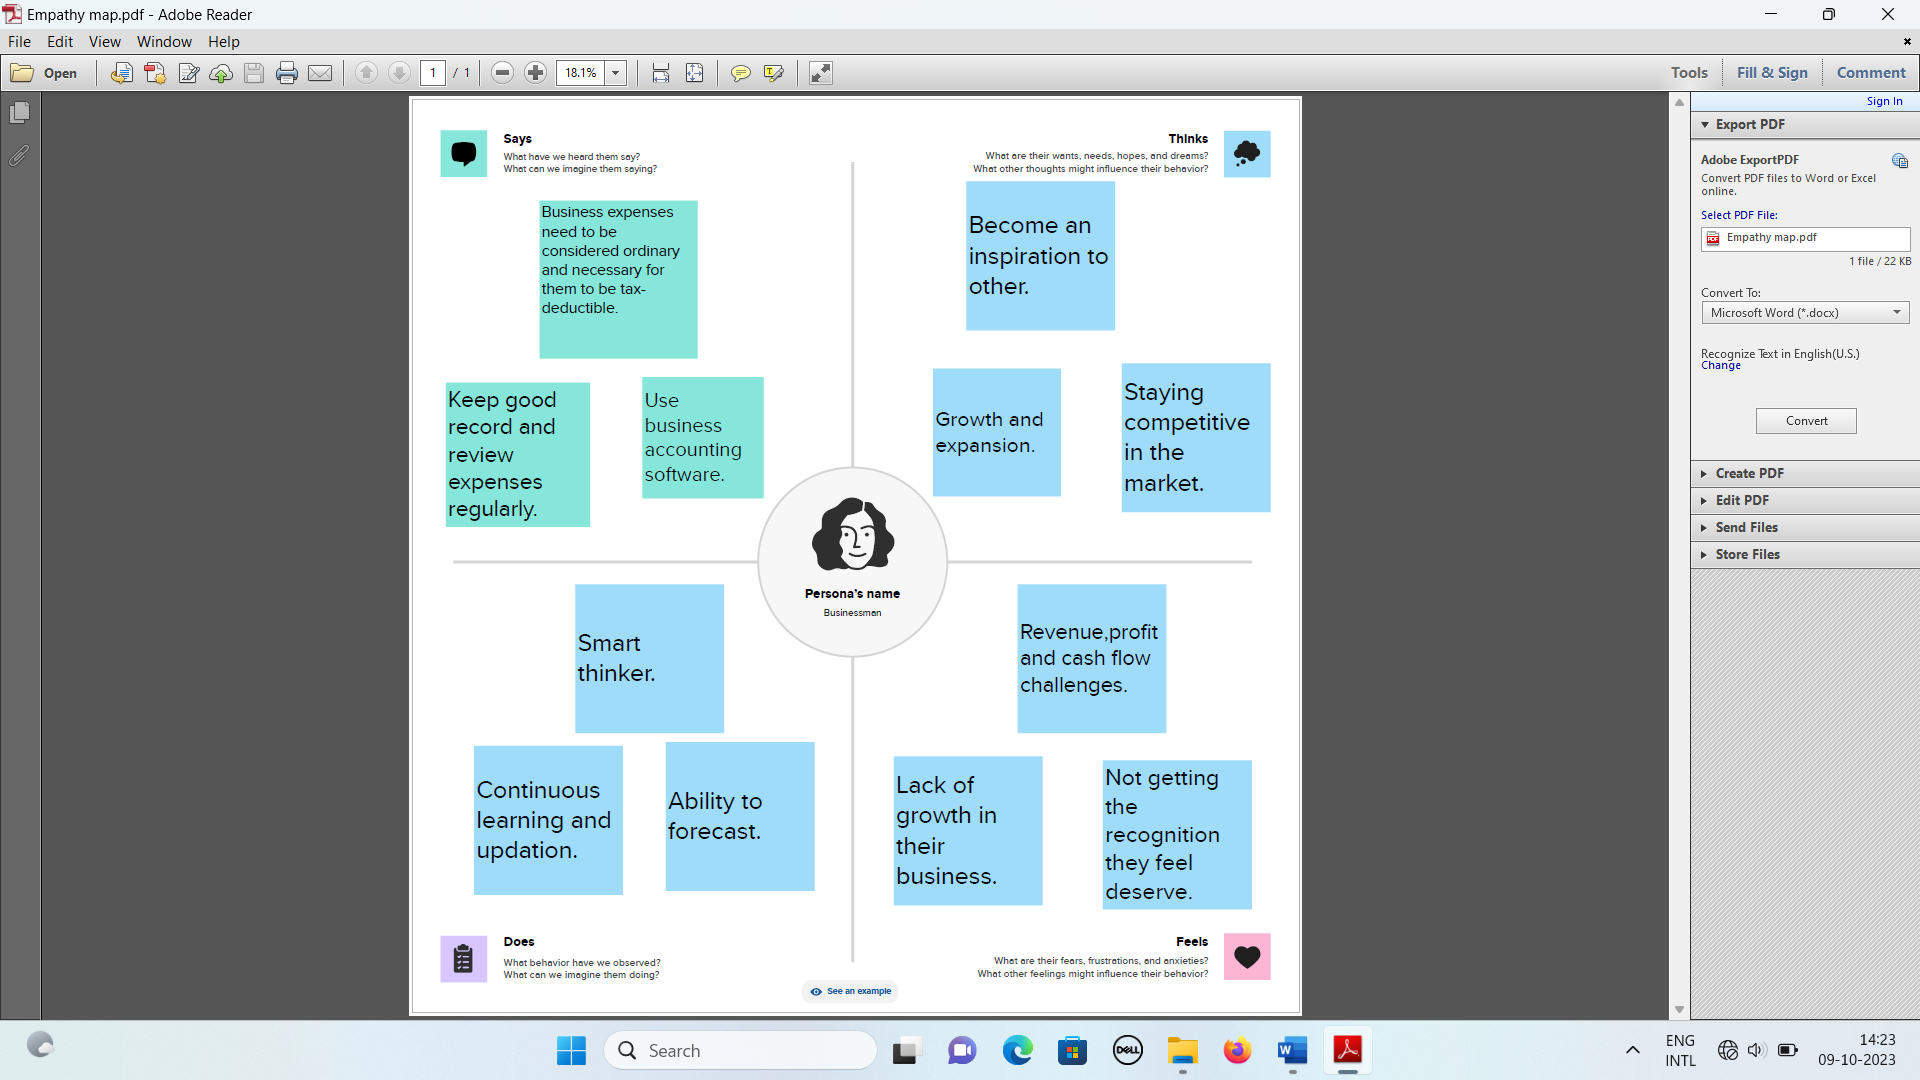 Empathy map.pdf - Adobe Reader
File Edit View Window Help
Open 1 / 1 18.1% Tools Fill & Sign Comment
Sign In
Says
What have we heard them say?
What can we imagine them saying?
Business expenses
need to be
considered ordinary
and necessary for
them to be tax-
deductible.
Keep good
record and
review
expenses
regularly.
Use
business
accounting
software.
Thinks
What are their wants, needs, hopes, and dreams?
What other thoughts might influence their behavior?
Become an
inspiration to
other.
Growth and
expansion.
Staying
competitive
in the
market.
Persona's name
Businessman
Smart
thinker.
Continuous
learning and
updation.
Ability to
forecast.
Does
What behavior have we observed?
What can we imagine them doing?
Revenue,profit
and cash flow
challenges.
Lack of
growth in
their
business.
Not getting
the
recognition
they feel
deserve.
Feels
What are their fears, frustrations, and anxieties?
What other feelings might influence their behavior?
See an example
Export PDF
Adobe ExportPDF
Convert PDF files to Word or Excel
online.
Select PDF File:
PDF Empathy map.pdf
1 file / 22 KB
Convert To:
Microsoft Word (*.docx)
Recognize Text in English(U.S.)
Change
Convert
Create PDF
Edit PDF
Send Files
Store Files
Search
DELL
W
ENG
INTL
14:23
09-10-2023